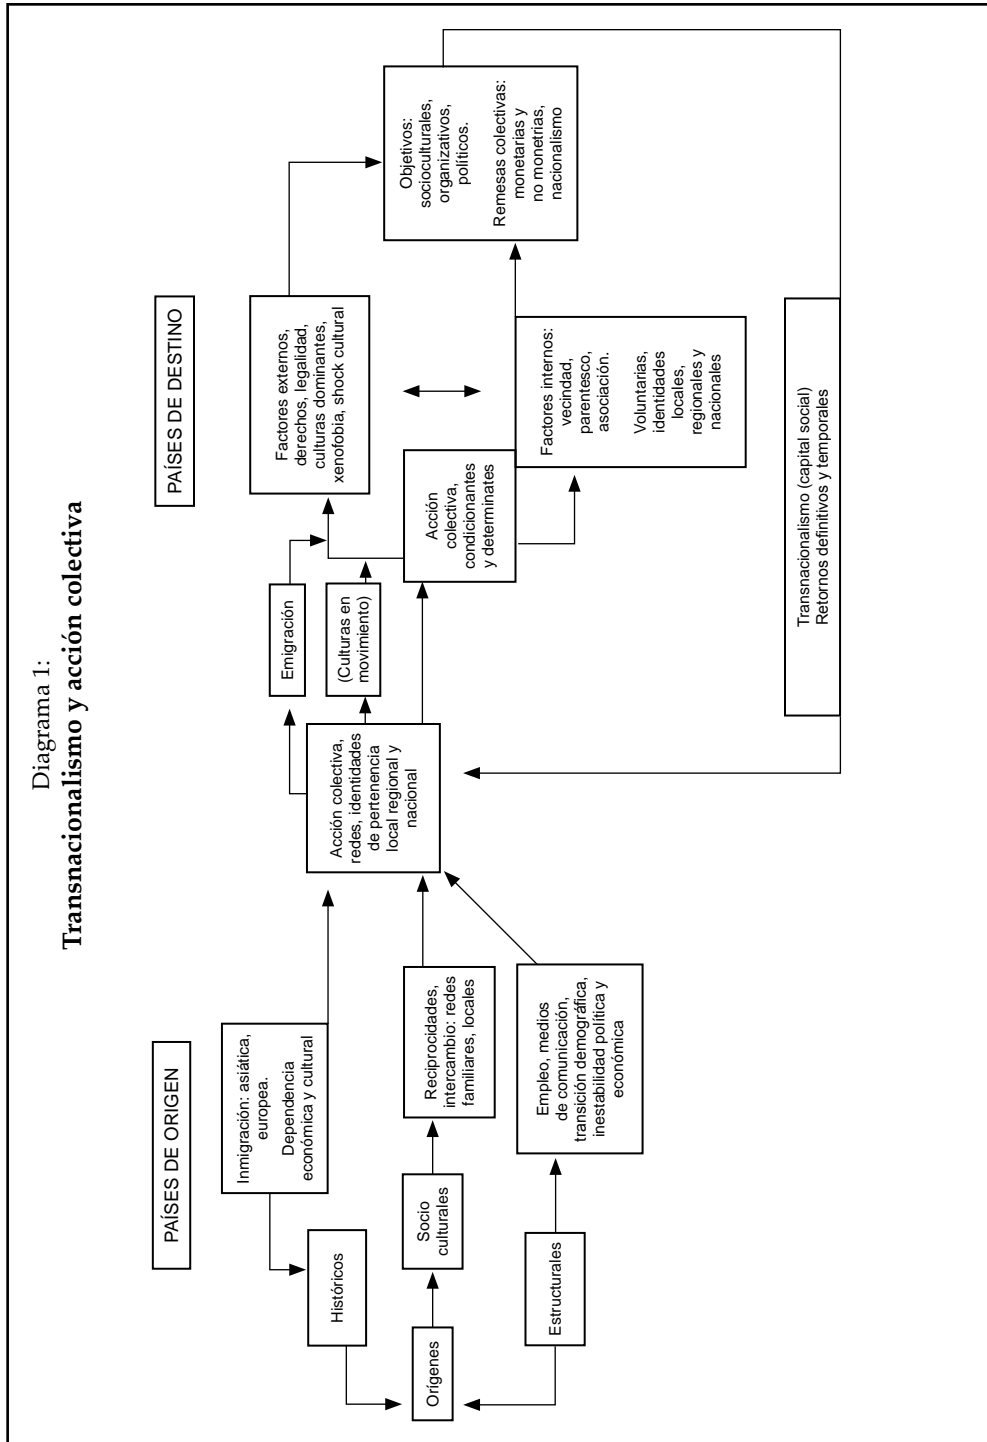 Diagrama 1:
Transnacionalismo y acción colectiva
PAÍSES DE ORIGEN
PAÍSES DE DESTINO
Orígenes
Históricos
Socio
culturales
Estructurales
Inmigración: asiática,
europea.
Dependencia
económica y cultural
Reciprocidades,
intercambio: redes
familiares, locales
Empleo, medios
de comunicación,
transición demográfica,
inestabilidad política y
económica
Acción colectiva,
redes, identidades
de pertenencia
local regional y
nacional
Emigración
(Culturas en
movimiento)
Acción
colectiva,
condicionantes
y determinates
Factores externos,
derechos, legalidad,
culturas dominantes,
xenofobia, shock cultural
Factores internos:
vecindad,
parentesco,
asociación.
Voluntarias,
identidades
locales,
regionales y
nacionales
Objetivos:
socioculturales,
organizativos,
políticos.
Remesas colectivas:
monetarias y
no monetrias,
nacionalismo
Transnacionalismo (capital social)
Retornos definitivos y temporales